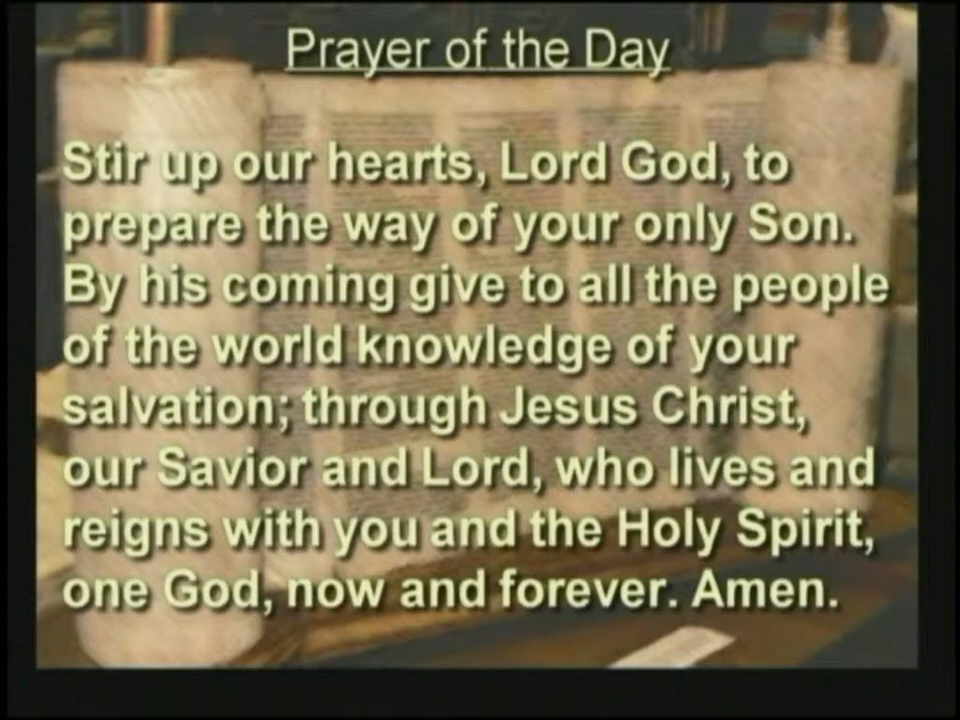 Prayer of the Day
Stir up our hearts, Lord God, to
prepare the way of your only Son.
By his coming give to all the people
of the world knowledge of your
salvation; through Jesus Christ,
our Savior and Lord, who lives and
reigns with you and the Holy Spirit,
one God, now and forever. Amen.